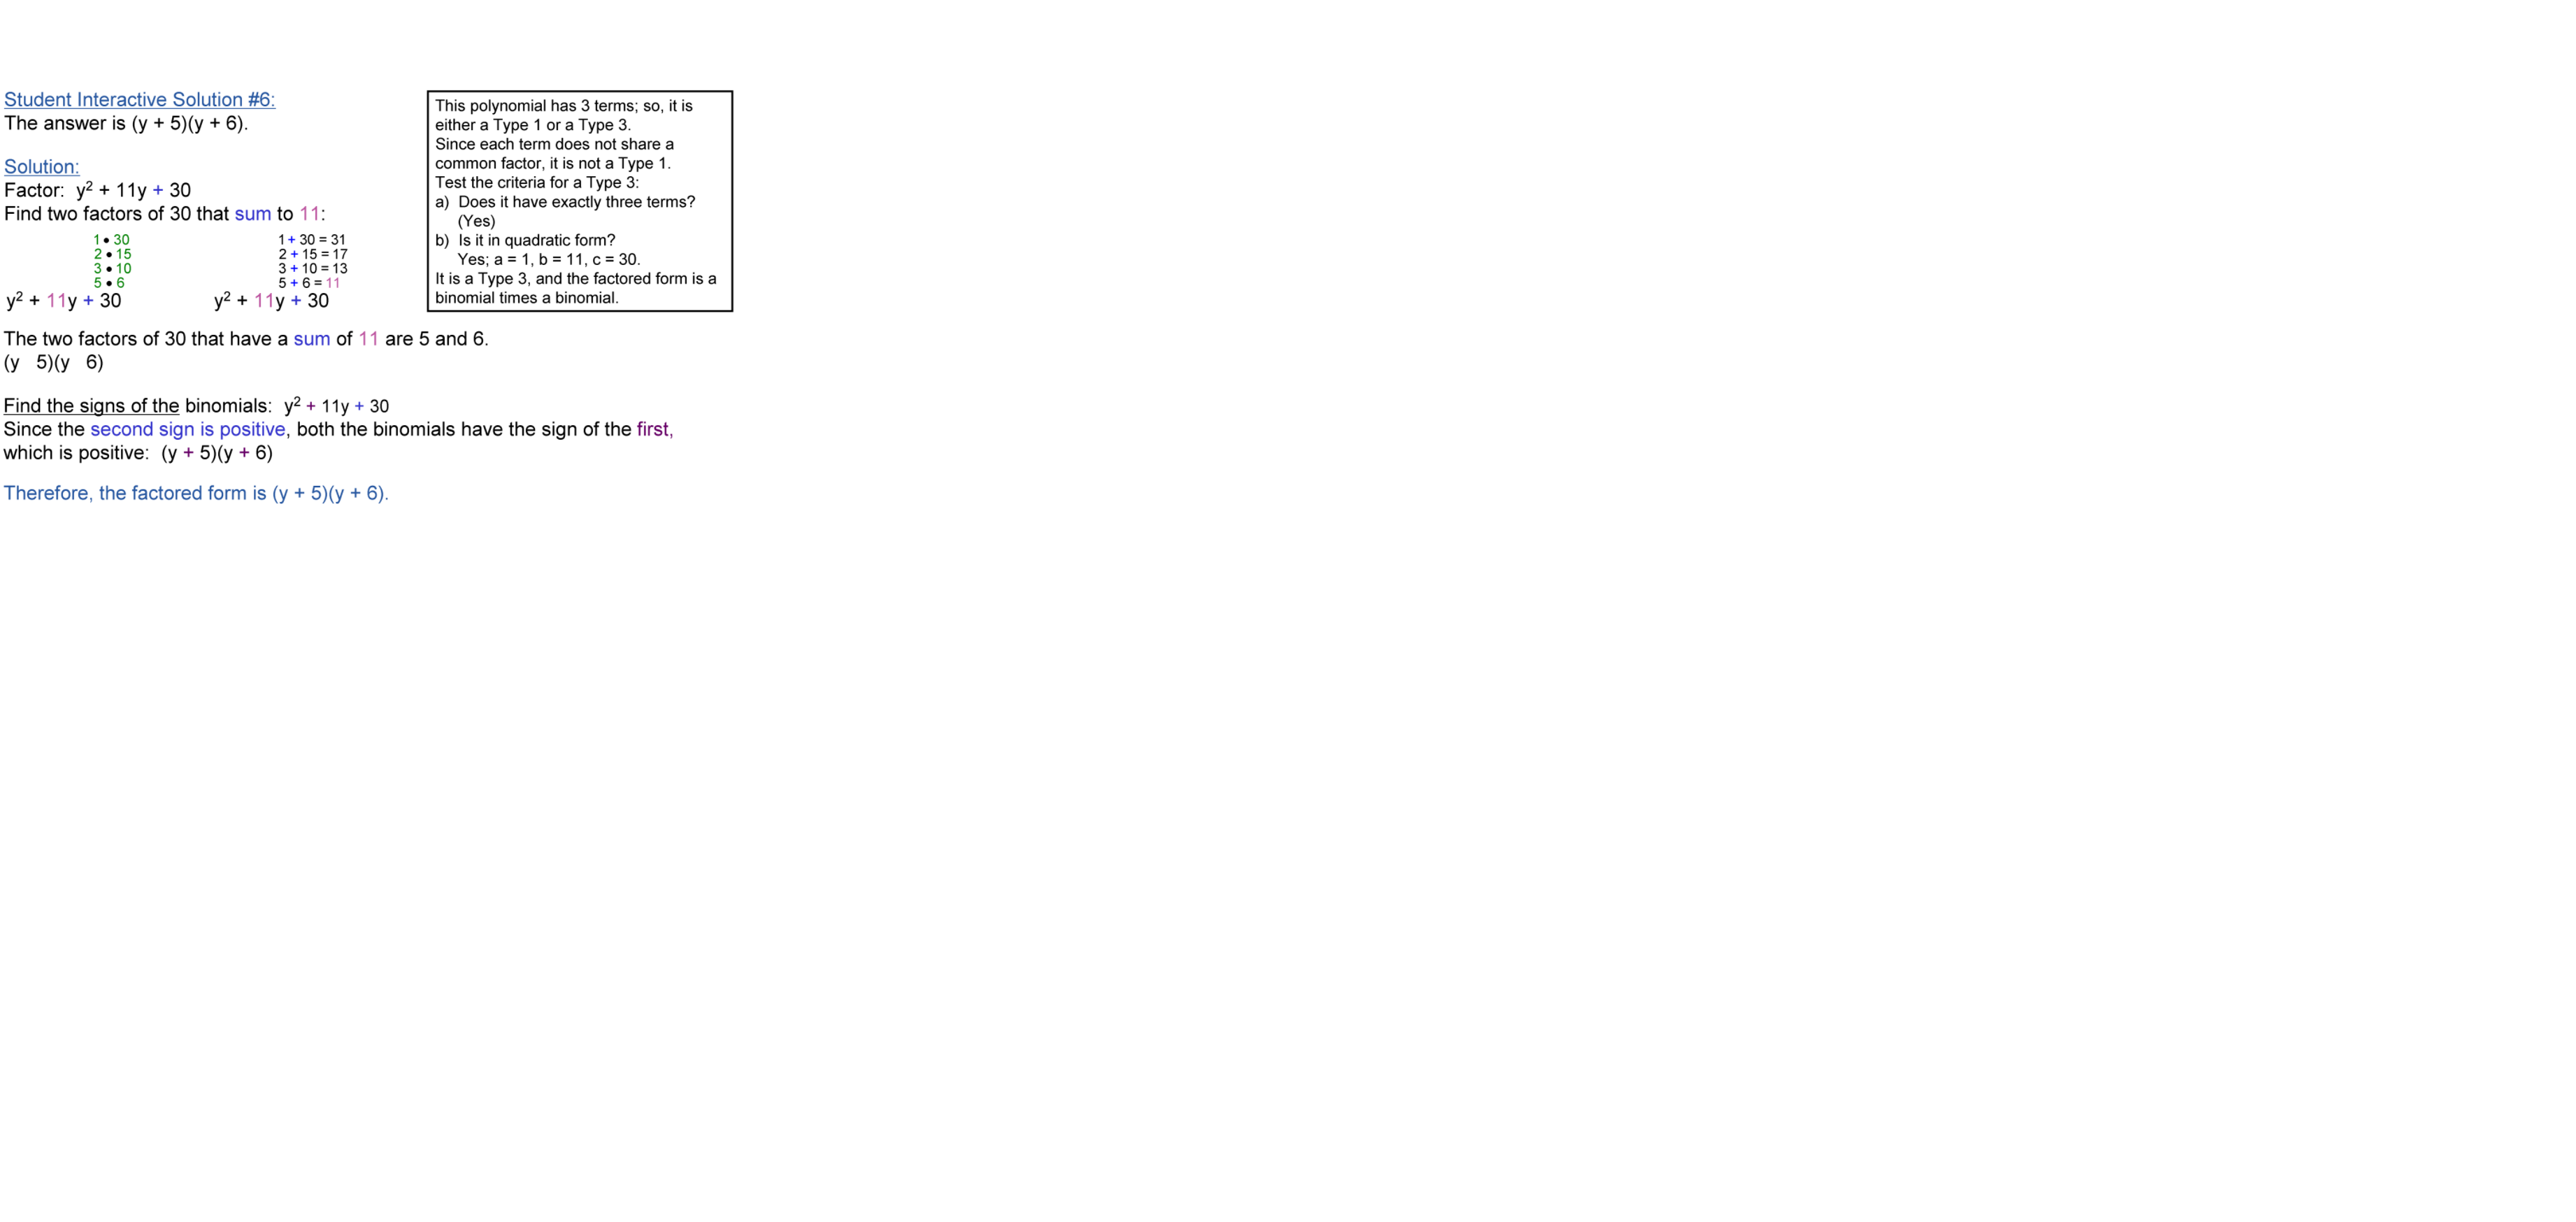 Student Interactive Solution #6:
The answer is (y + 5)(y + 6).
Solution:
Factor:  y² + 11y + 30
Find two factors of 30 that sum to 11:
1 • 30
2 • 15
3 • 10
5 • 6
y² + 11y + 30
1 + 30 = 31
2 + 15 = 17
3 + 10 = 13
5 + 6 = 11
y² + 11y + 30
This polynomial has 3 terms; so, it is
either a Type 1 or a Type 3.
Since each term does not share a
common factor, it is not a Type 1.
Test the criteria for a Type 3:
a)  Does it have exactly three terms?
(Yes)
b)  Is it in quadratic form?
Yes; a = 1, b = 11, c = 30.
It is a Type 3, and the factored form is a
binomial times a binomial.
The two factors of 30 that have a sum of 11 are 5 and 6.
(y   5)(y   6)
Find the signs of the binomials:  y² + 11y + 30
Since the second sign is positive, both the binomials have the sign of the first,
which is positive:  (y + 5)(y + 6)
Therefore, the factored form is (y + 5)(y + 6).